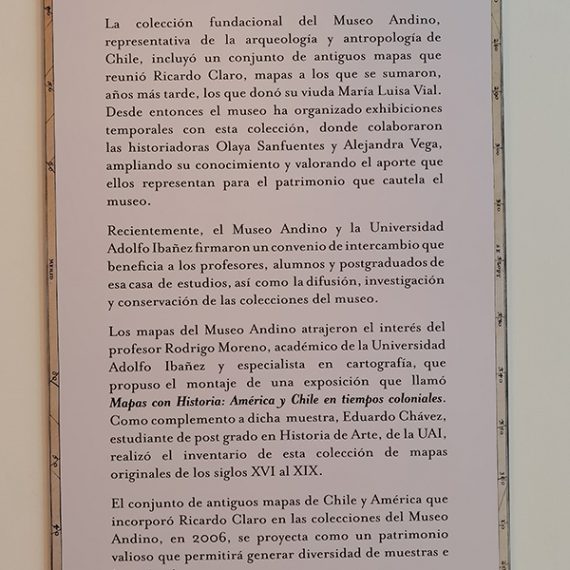 La colección fundacional del Museo Andino,
representativa de la arqueología y antropología de
Chile, incluyó un conjunto de antiguos mapas que
reunió Ricardo Claro, mapas a los que se sumaron,
años más tarde, los que donó su viuda María Luisa Vial.
Desde entonces el museo ha organizado exhibiciones
temporales con esta colección, donde colaboraron
las historiadoras Olaya Sanfuentes y Alejandra Vega,
ampliando su conocimiento y valorando el aporte que
ellos representan para el patrimonio que cautela el
museo.
Recientemente, el Museo Andino y la Universidad
Adolfo Ibañez firmaron un convenio de intercambio que
beneficia a los profesores, alumnos y postgraduados de
esa casa de estudios, así como la difusión, investigación
y conservación de las colecciones del museo.
Los mapas del Museo Andino atrajeron el interés del
profesor Rodrigo Moreno, académico de la Universidad
Adolfo Ibañez y especialista en cartografía, que
propuso el montaje de una exposición que llamó
Mapas con Historia: América y Chile en tiempos coloniales.
Como complemento a dicha muestra, Eduardo Chávez,
estudiante de post grado en Historia de Arte, de la UAI,
realizó el inventario de esta colección de mapas
originales de los siglos XVI al XIX.
El conjunto de antiguos mapas de Chile y América que
incorporó Ricardo Claro en las colecciones del Museo
Andino, en 2006, se proyecta como un patrimonio
valioso que permitirá generar diversidad de muestras e